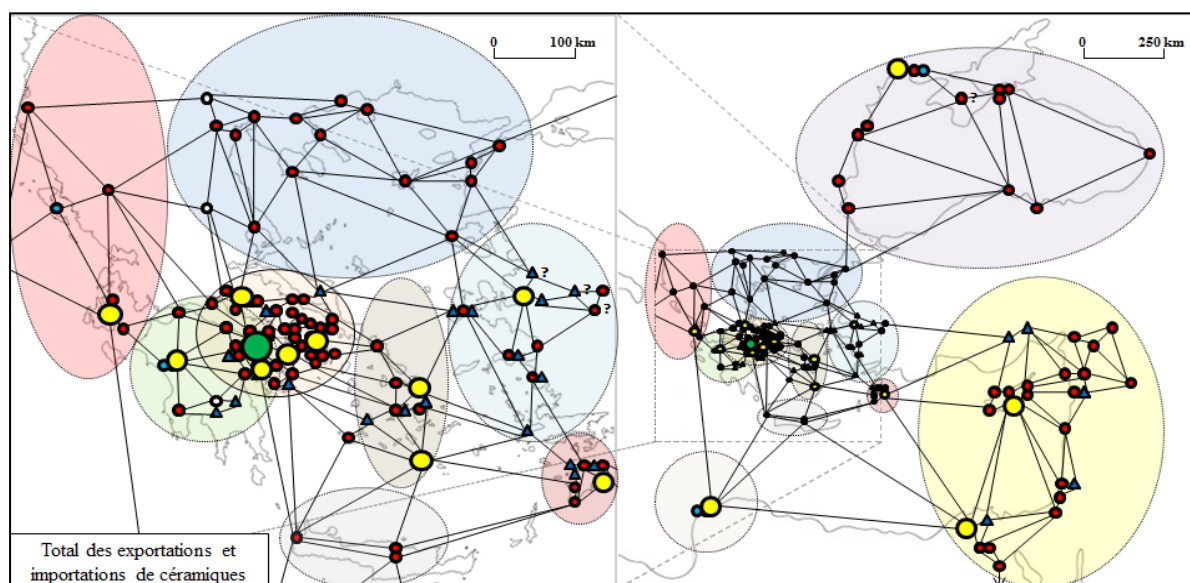 0 100 km
0 250 km
?
?
?
?
Total des exportations et
importations de céramiques